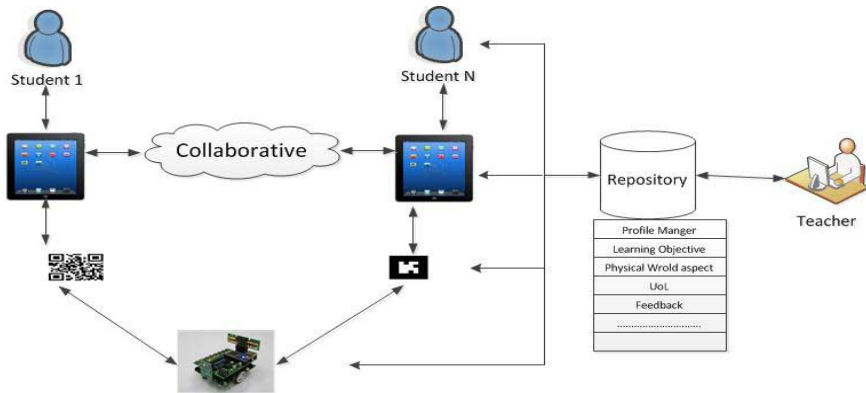 Student 1
Student N
Collaborative
Repository
Teacher
Profile Manger
Learning Objective
Physical Wrold aspect
UoL
Feedback
..............................